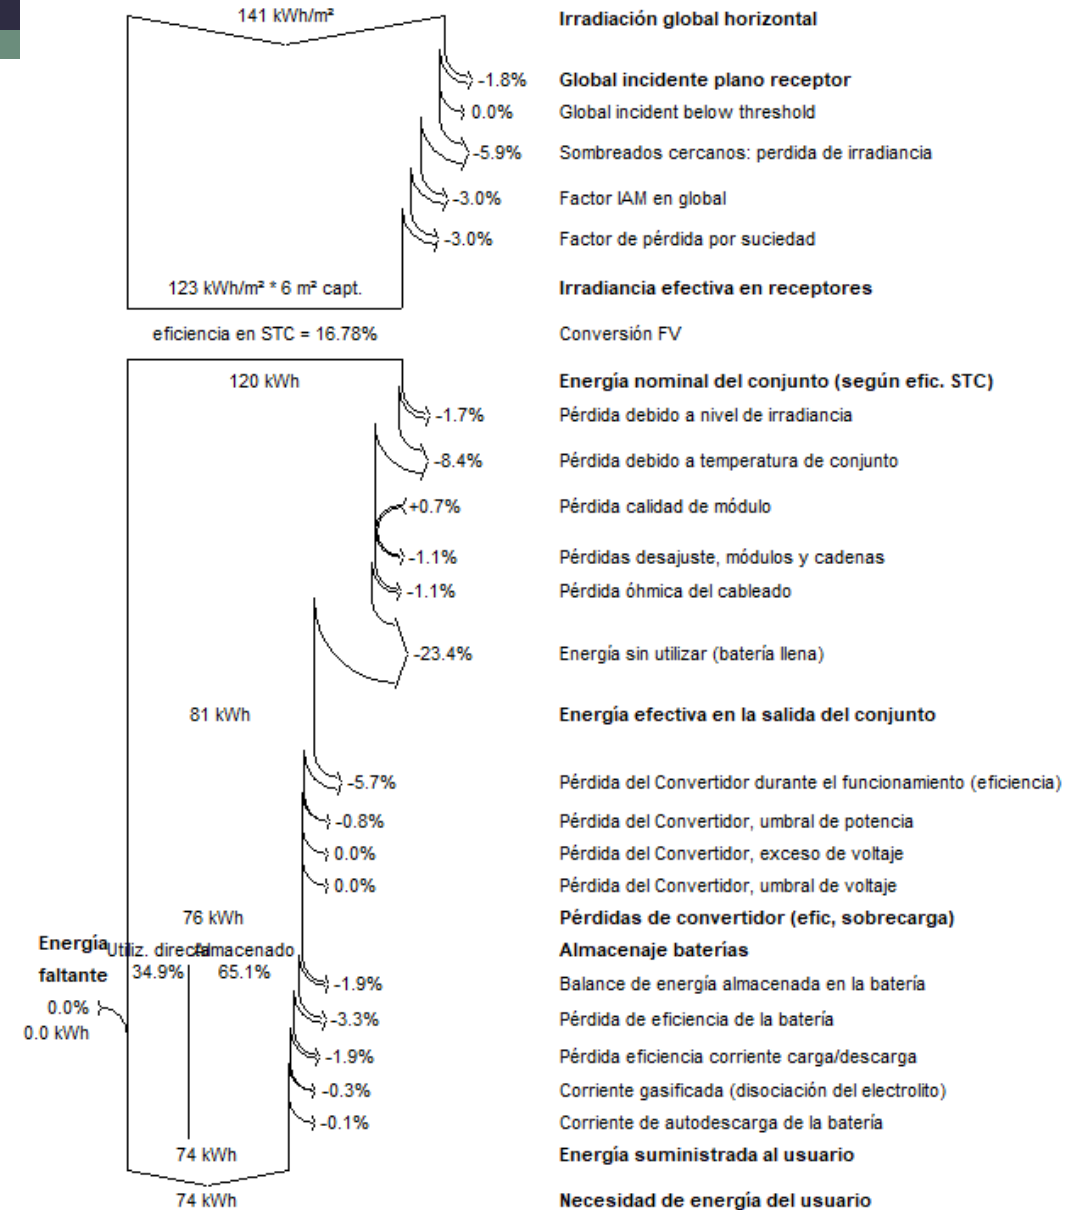 141 kWh/m² Irradiación global horizontal
-1.8% Global incidente plano receptor
0.0% Global incident below threshold
-5.9% Sombreados cercanos: perdida de irradiancia
-3.0% Factor IAM en global
-3.0% Factor de pérdida por suciedad
123 kWh/m² * 6 m² capt. Irradiancia efectiva en receptores
eficiencia en STC = 16.78% Conversión FV
120 kWh Energía nominal del conjunto (según efic. STC)
-1.7% Pérdida debido a nivel de irradiancia
-8.4% Pérdida debido a temperatura de conjunto
+0.7% Pérdida calidad de módulo
-1.1% Pérdidas desajuste, módulos y cadenas
-1.1% Pérdida óhmica del cableado
-23.4% Energía sin utilizar (batería llena)
81 kWh Energía efectiva en la salida del conjunto
-5.7% Pérdida del Convertidor durante el funcionamiento (eficiencia)
-0.8% Pérdida del Convertidor, umbral de potencia
0.0% Pérdida del Convertidor, exceso de voltaje
0.0% Pérdida del Convertidor, umbral de voltaje
76 kWh Pérdidas de convertidor (efic, sobrecarga)
Energía Utiliz. directa Almacenado Almacenaje baterías
faltante 34.9% 65.1%
-1.9% Balance de energía almacenada en la batería
0.0%
0.0 kWh
-3.3% Pérdida de eficiencia de la batería
-1.9% Pérdida eficiencia corriente carga/descarga
-0.3% Corriente gasificada (disociación del electrolito)
-0.1% Corriente de autodescarga de la batería
74 kWh Energía suministrada al usuario
74 kWh Necesidad de energía del usuario